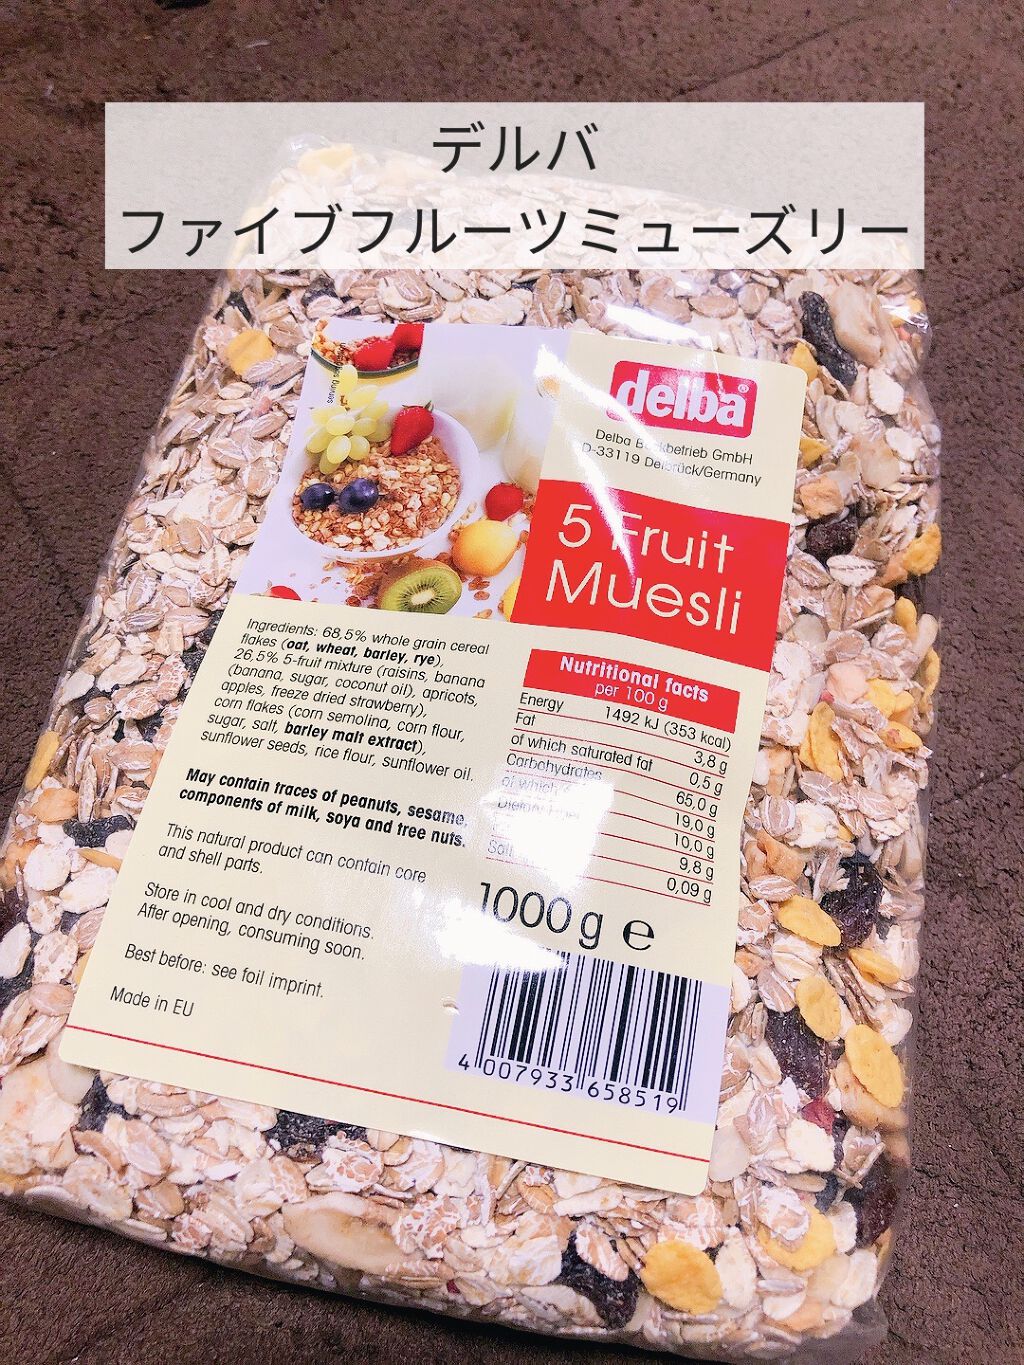 デルバ
ファイブフルーツミューズリー
serving
delba®
Delba Backbetrieb GmbH
D-33119 Delbrück/Germany
5 Fruit
Muesli
Ingredients: 68,5% whole grain cereal
flakes (oat, wheat, barley, rye),
26,5% 5-fruit mixture (raisins, banana
(banana, sugar, coconut oil), apricots,
apples, freeze dried strawberry),
corn flakes (corn semolina, corn flour,
sugar, salt, barley malt extract),
sunflower seeds, rice flour, sunflower oil.
May contain traces of peanuts, sesame,
components of milk, soya and tree nuts.
This natural product can contain core
and shell parts.
Store in cool and dry conditions.
After opening, consuming soon.
Best before: see foil imprint.
Made in EU
Nutritional facts
per 100 g
Energy 1492 kJ (353 kcal)
Fat 3,8 g
of which saturated fat 0,5 g
Carbohydrates 65,0 g
of which 19,0 g
10,0 g
9,8 g
Salt 0,09 g
1000 g e
4 007933 658519